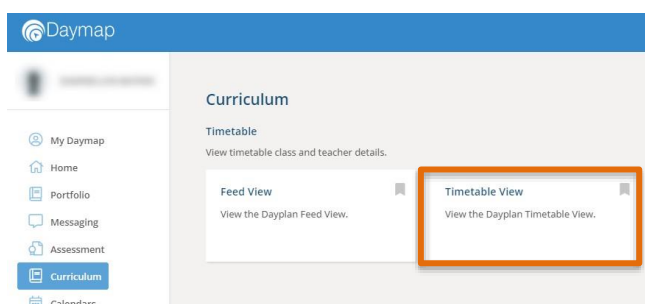 Daymap
Curriculum
Timetable
View timetable class and teacher details.
Feed View
View the Dayplan Feed View.
Timetable View
View the Dayplan Timetable View.
My Daymap
Home
Portfolio
Messaging
Assessment
Curriculum
Calendars